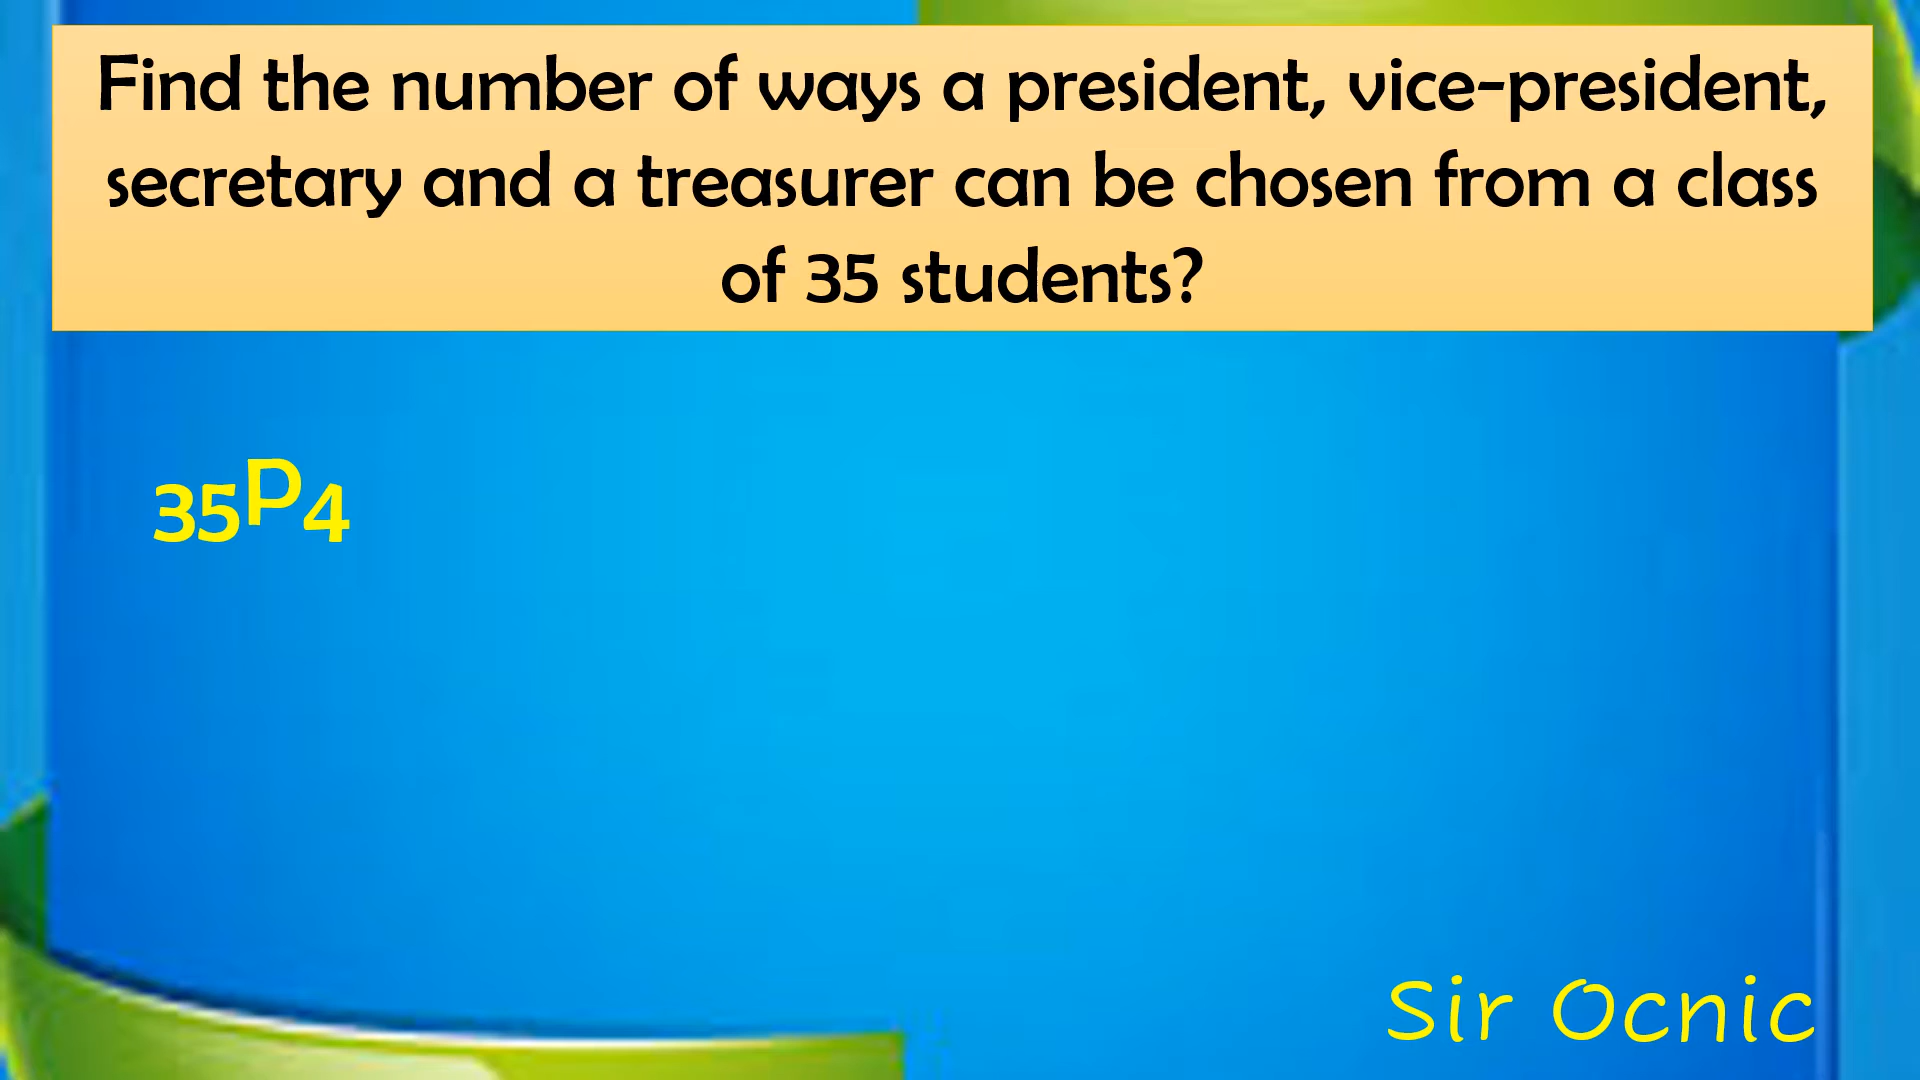 Find the number of ways a president, vice-president,
secretary and a treasurer can be chosen from a class
of 35 students?
35P4
Sir Ocnic